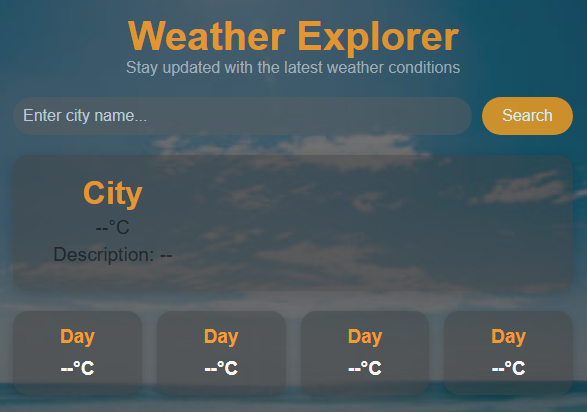 Weather Explorer
Stay updated with the latest weather conditions
Enter city name...
Search
City
--°C
Description: --
Day
--°C
Day
--°C
Day
--°C
Day
--°C